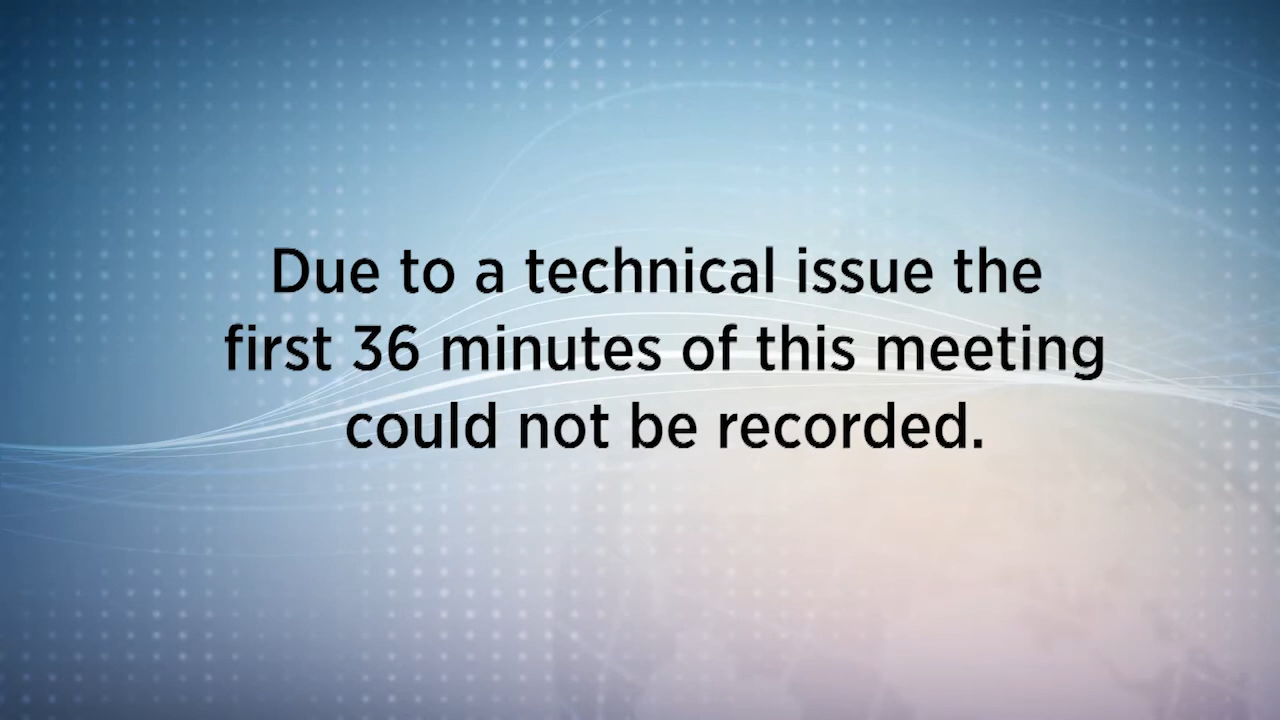 Due to a technical issue the
first 36 minutes of this meeting
could not be recorded.